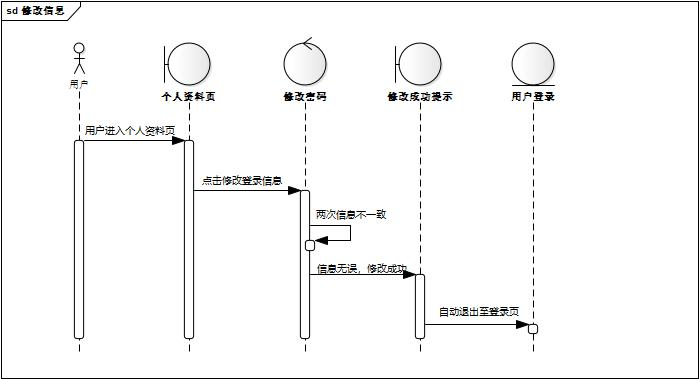 sd 修改信息
用户
个人资料页
修改密码
修改成功提示
用户登录
用户进入个人资料页
点击修改登录信息
两次信息不一致
信息无误，修改成功
自动退出至登录页